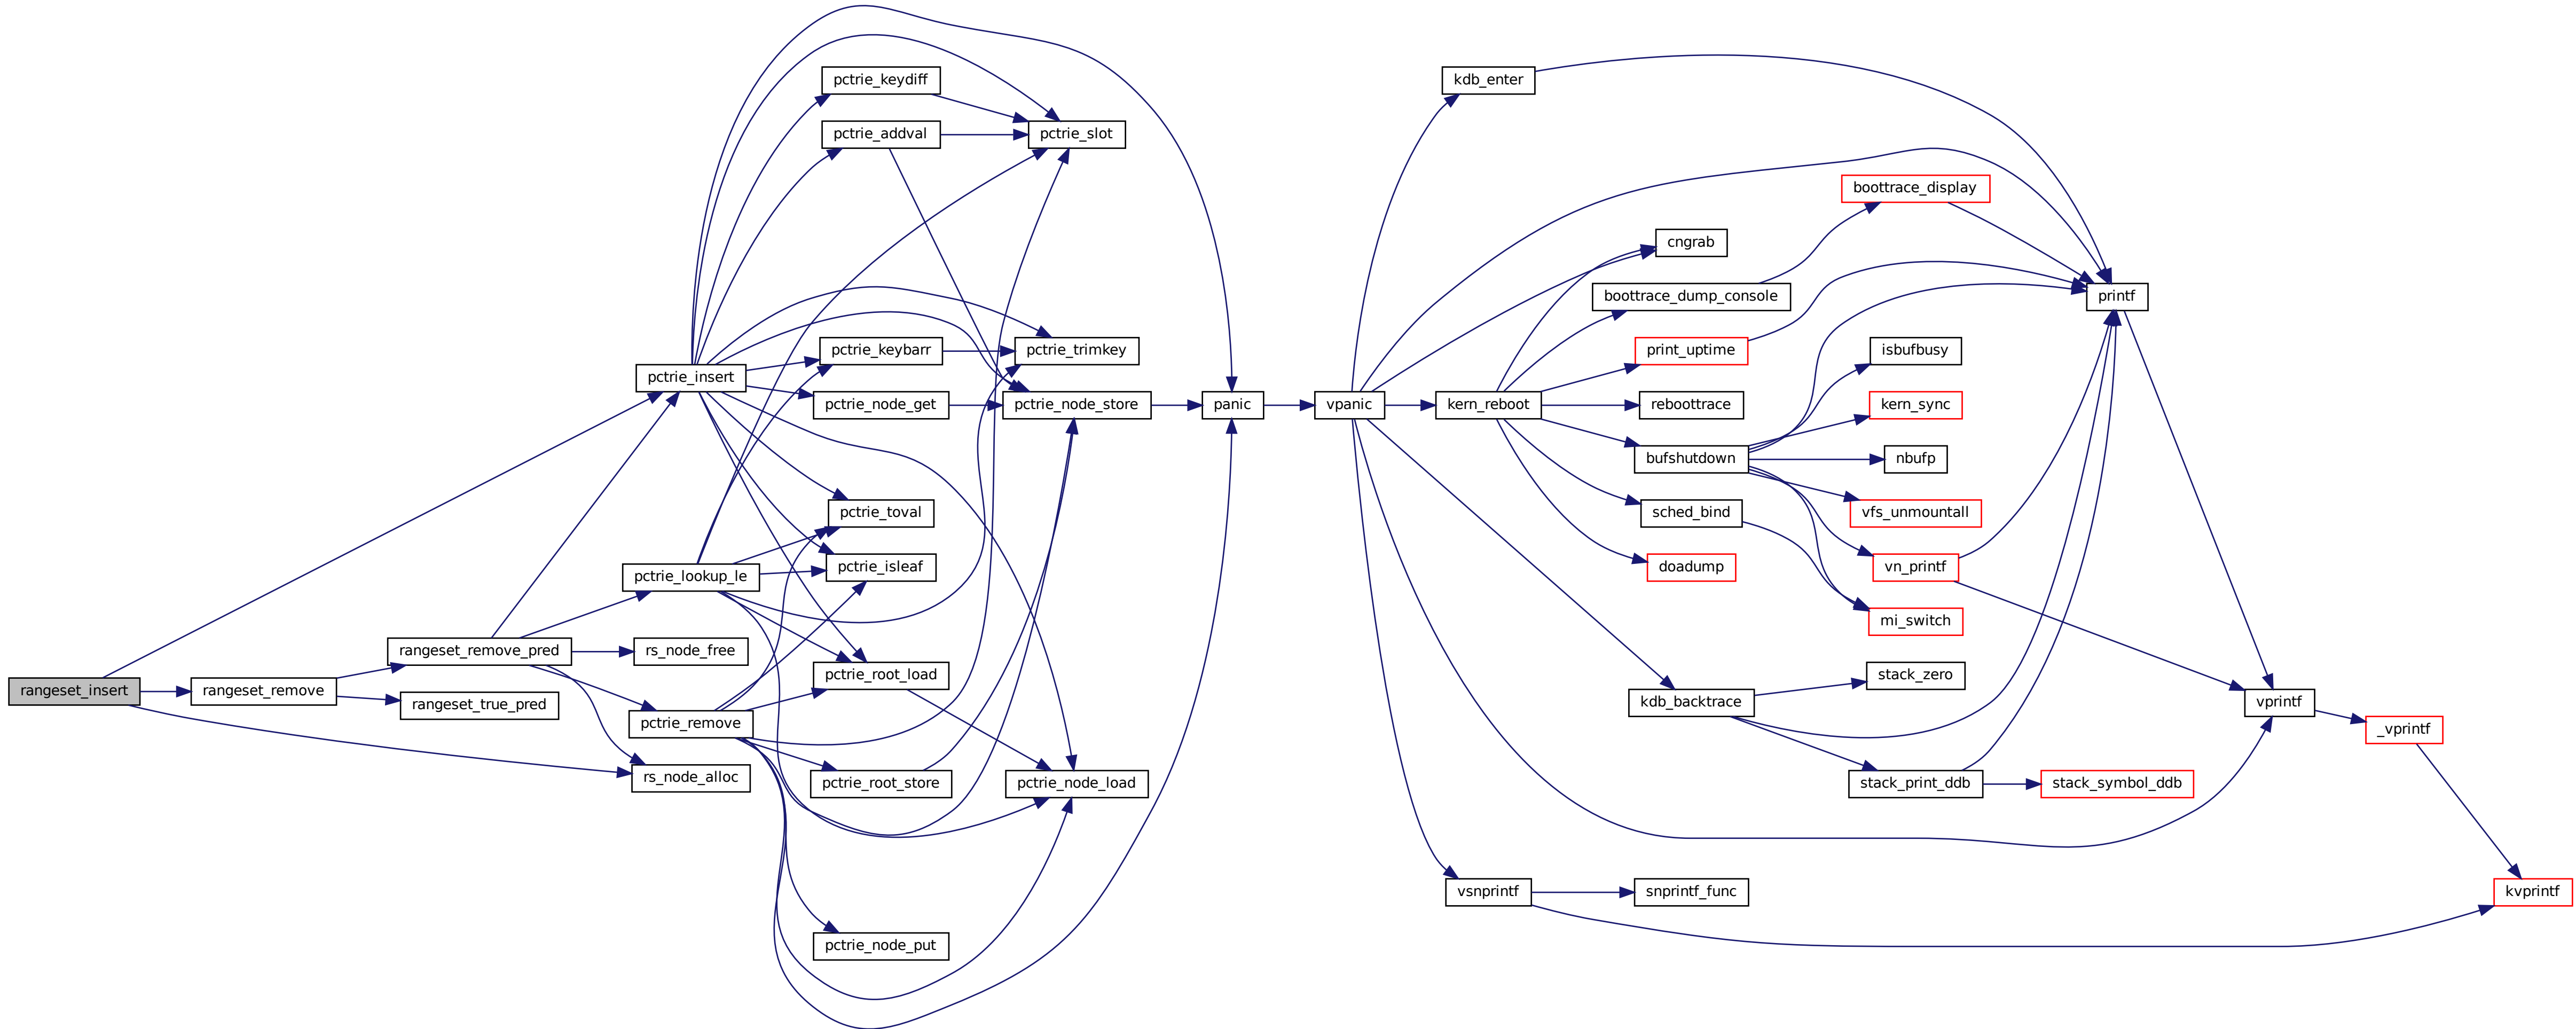 rangeset_insert
rangeset_remove
rangeset_remove_pred
rangeset_true_pred
pctrie_insert
pctrie_lookup_le
rs_node_free
pctrie_remove
rs_node_alloc
pctrie_keydiff
pctrie_addval
pctrie_keybarr
pctrie_node_get
pctrie_toval
pctrie_isleaf
pctrie_root_load
pctrie_root_store
pctrie_node_put
pctrie_slot
pctrie_trimkey
pctrie_node_store
pctrie_node_load
panic
vpanic
kdb_enter
kern_reboot
vsnprintf
cngrab
boottrace_dump_console
print_uptime
reboottrace
bufshutdown
sched_bind
doadump
kdb_backtrace
snprintf_func
boottrace_display
isbufbusy
kern_sync
nbufp
vfs_unmountall
vn_printf
mi_switch
stack_zero
stack_print_ddb
printf
stack_symbol_ddb
vprintf
_vprintf
kvprintf